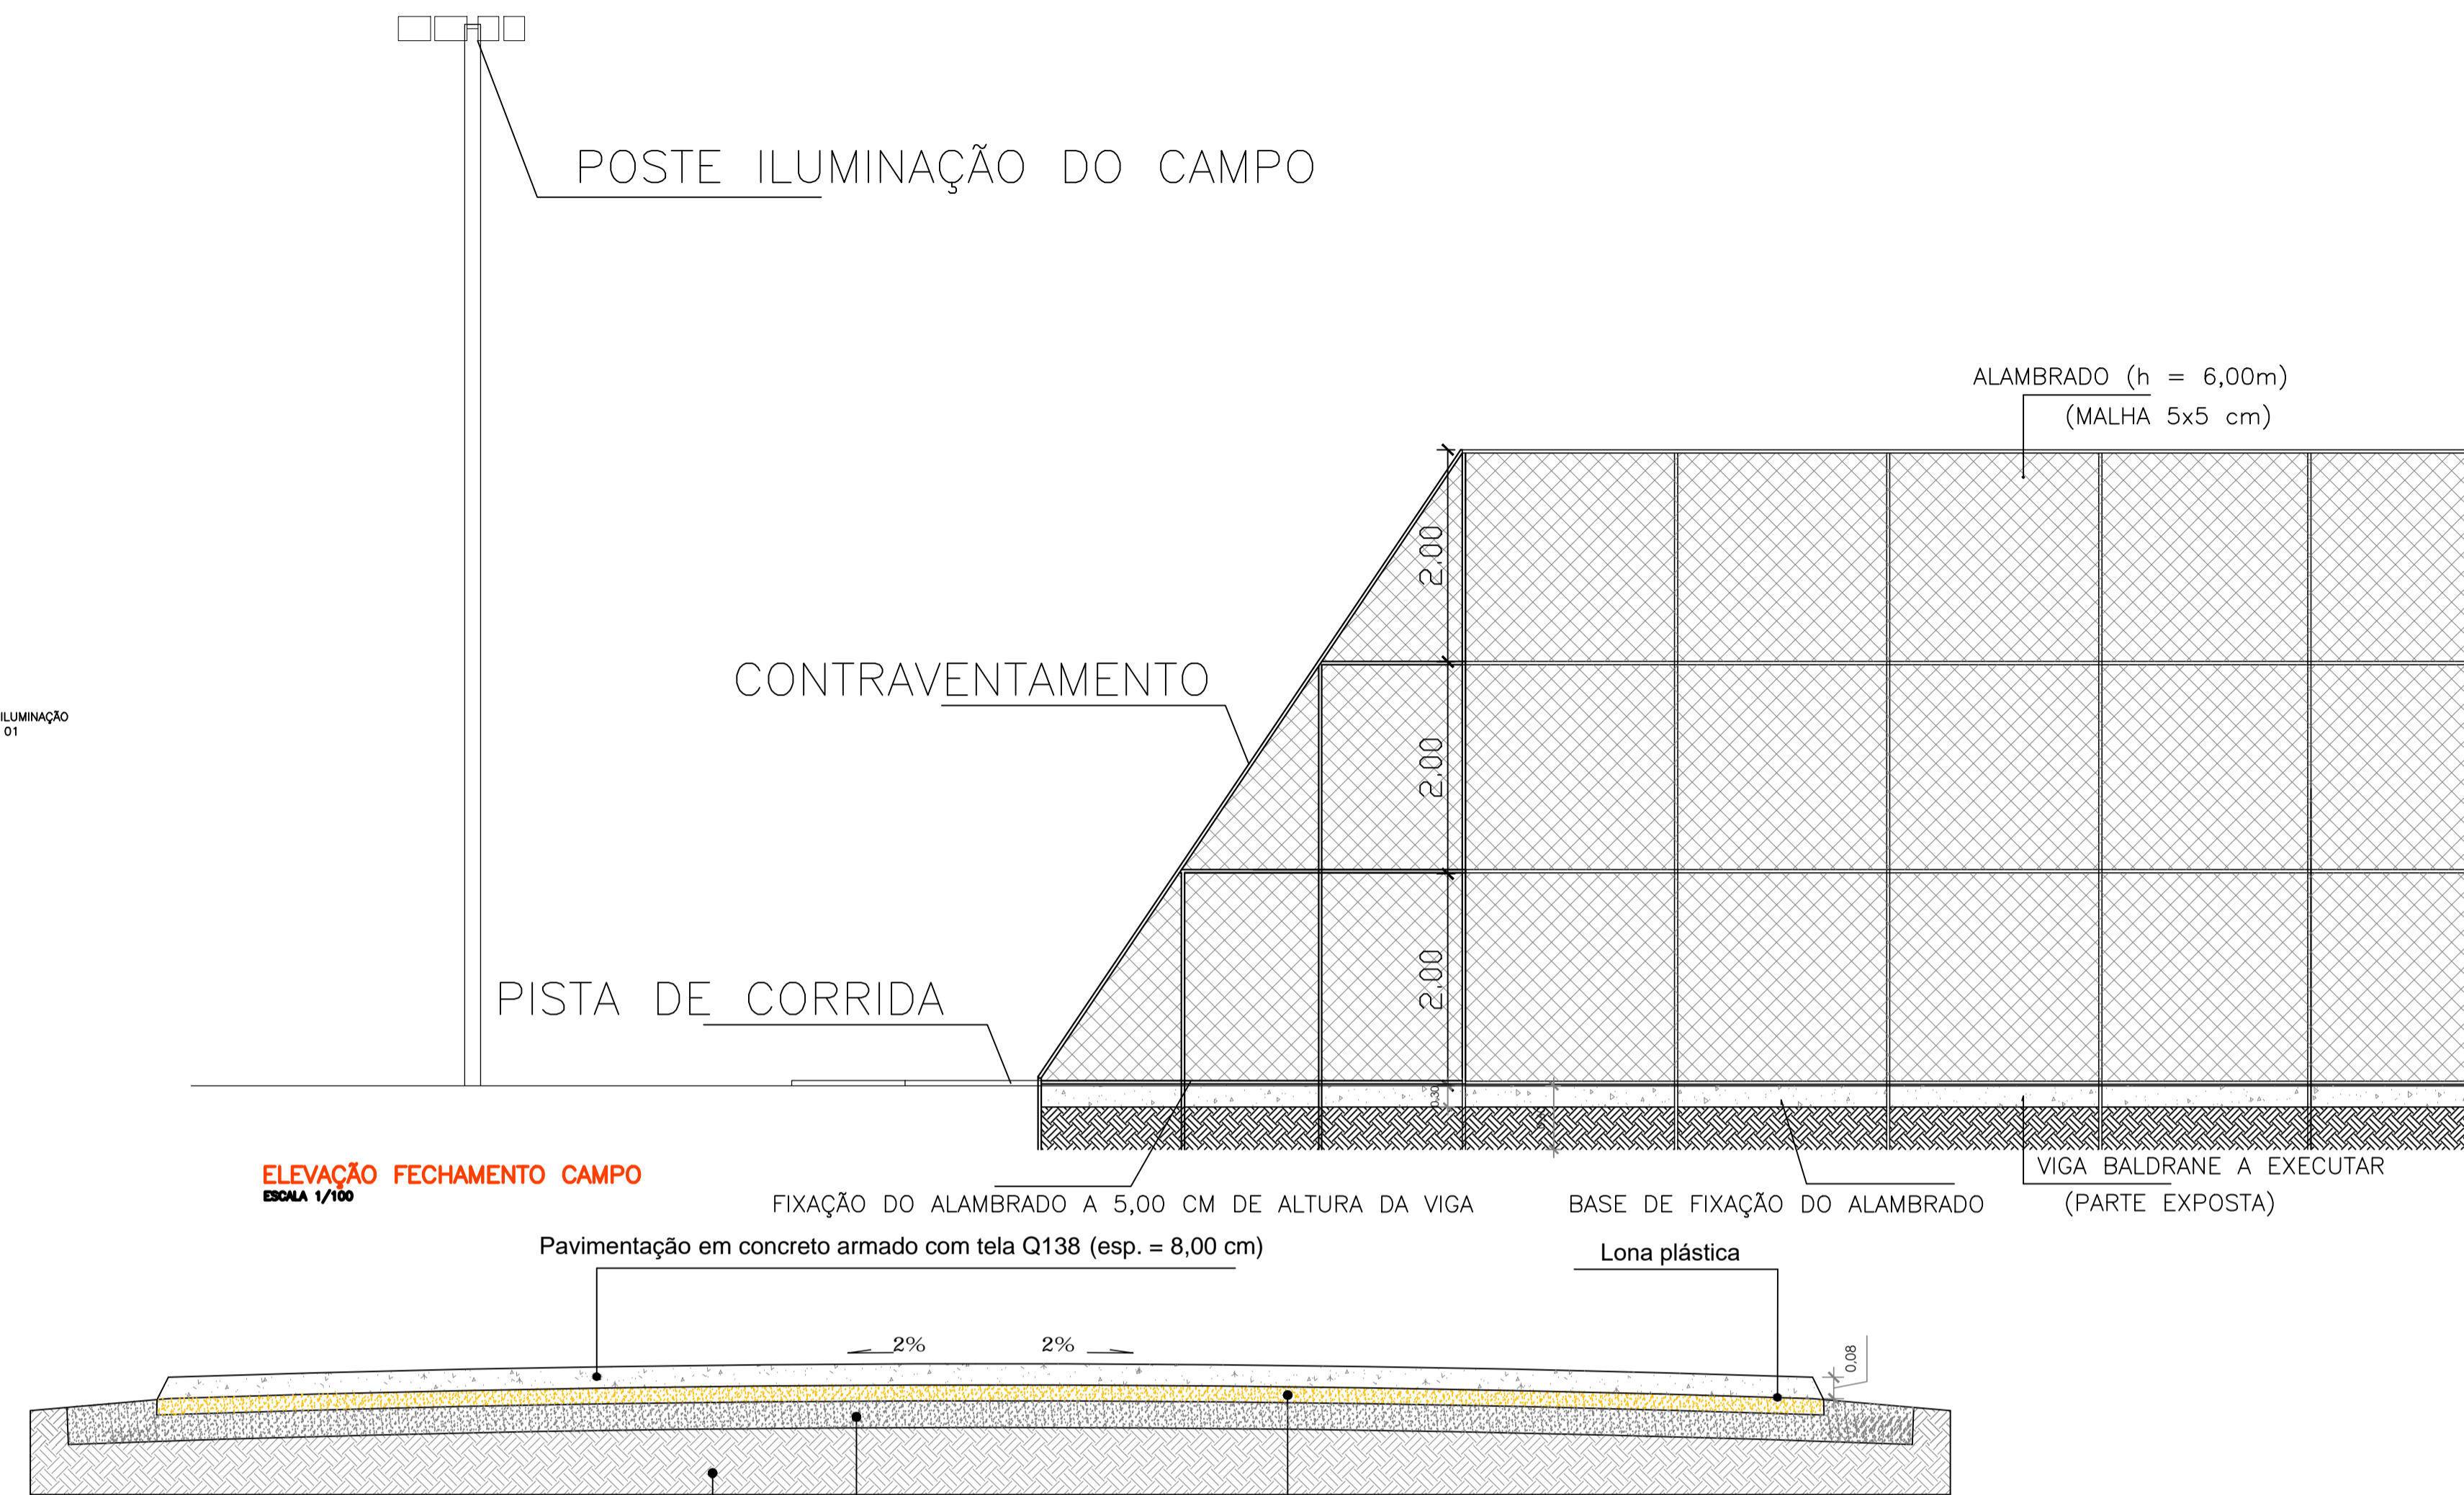 POSTE ILUMINAÇÃO DO CAMPO
ALAMBRADO (h = 6,00m)
(MALHA 5x5 cm)
2,00
CONTRAVENTAMENTO
ILUMINAÇÃO
01
2,00
PISTA DE CORRIDA
2,00
0,30
ELEVAÇÃO FECHAMENTO CAMPO
ESCALA 1/100
FIXAÇÃO DO ALAMBRADO A 5,00 CM DE ALTURA DA VIGA
BASE DE FIXAÇÃO DO ALAMBRADO
VIGA BALDRANE A EXECUTAR
(PARTE EXPOSTA)
Pavimentação em concreto armado com tela Q138 (esp. = 8,00 cm)
Lona plástica
2%
2%
0,08